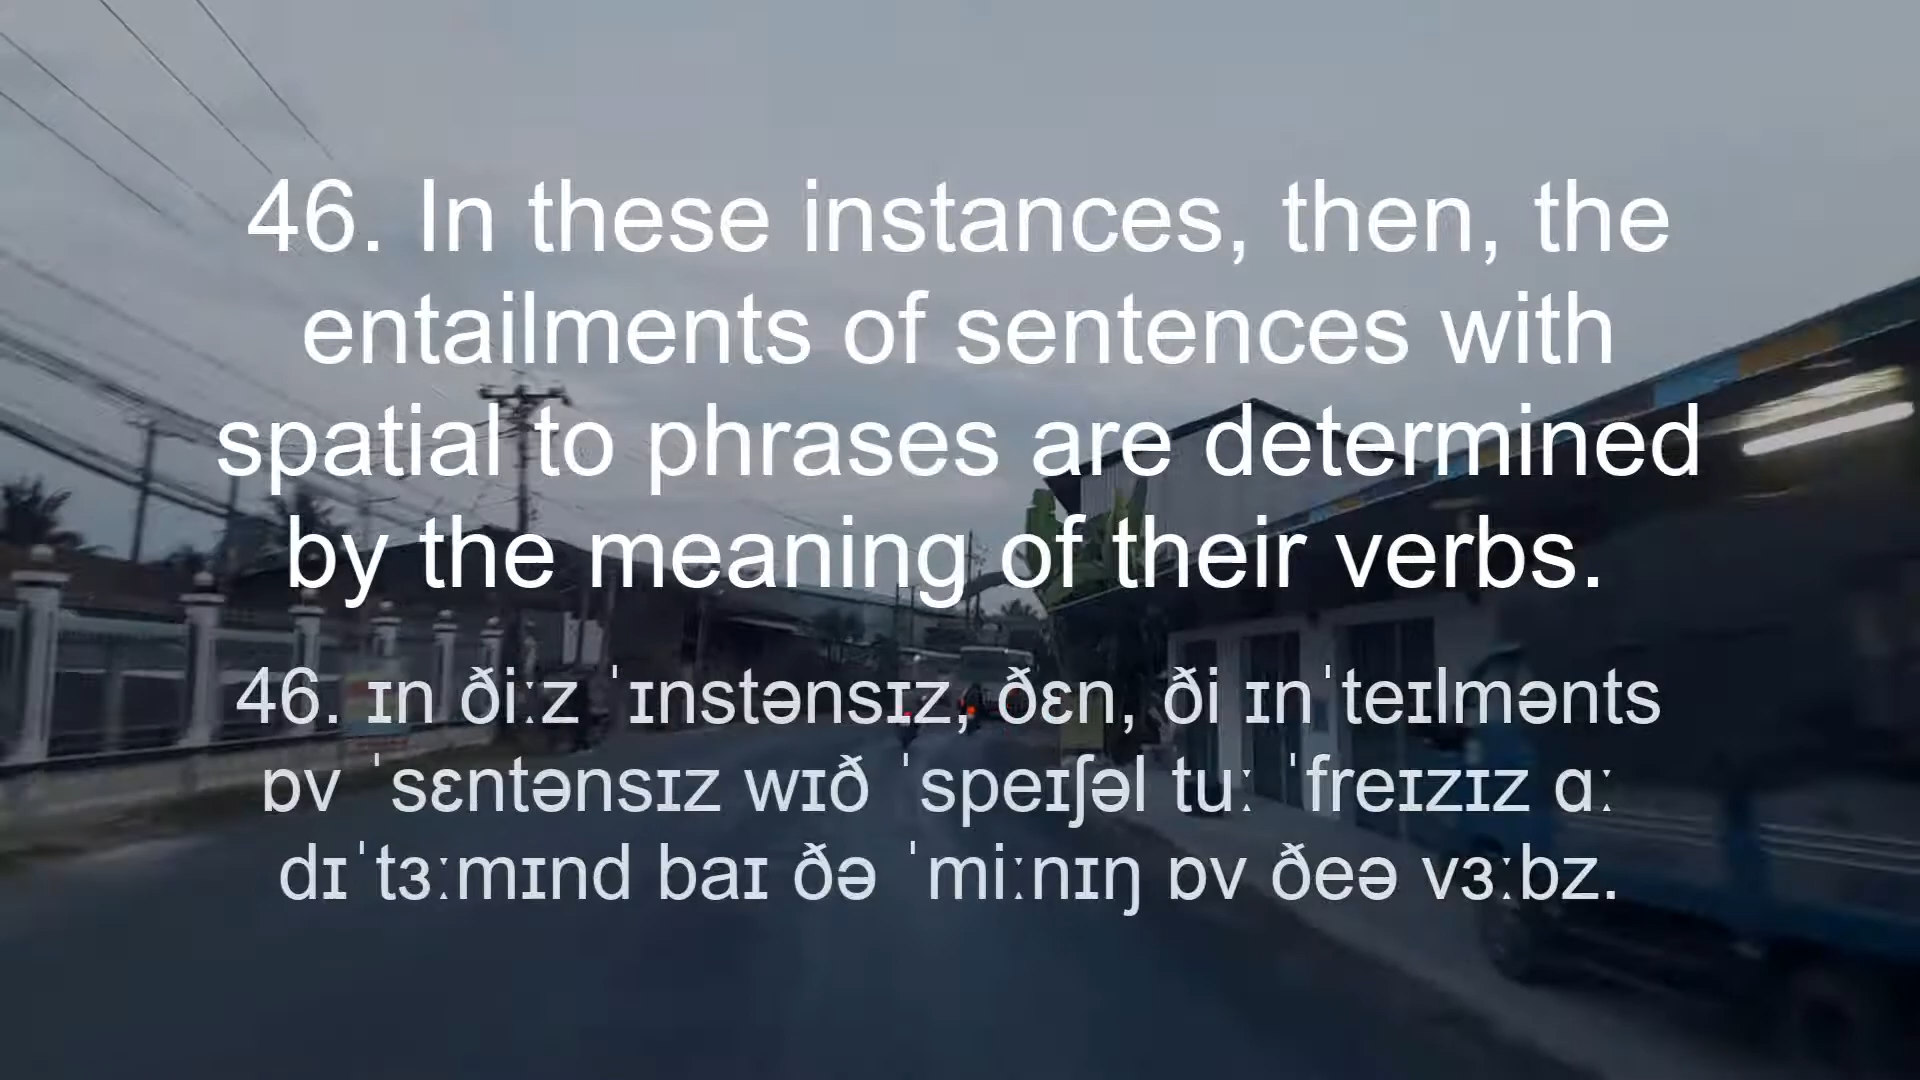 46. In these instances, then, the
entailments of sentences with
spatial to phrases are determined
by the meaning of their verbs.
46. ɪn ðiːz ˈɪnstənsɪz, ðɛn, ði ɪnˈteɪlmənts
ɒv ˈsɛntənsɪz wɪð ˈspeɪʃəl tuː ˈfreɪzɪz ɑː
dɪˈtɜːmɪnd baɪ ðə ˈmiːnɪŋ ɒv ðeə vɜːbz.